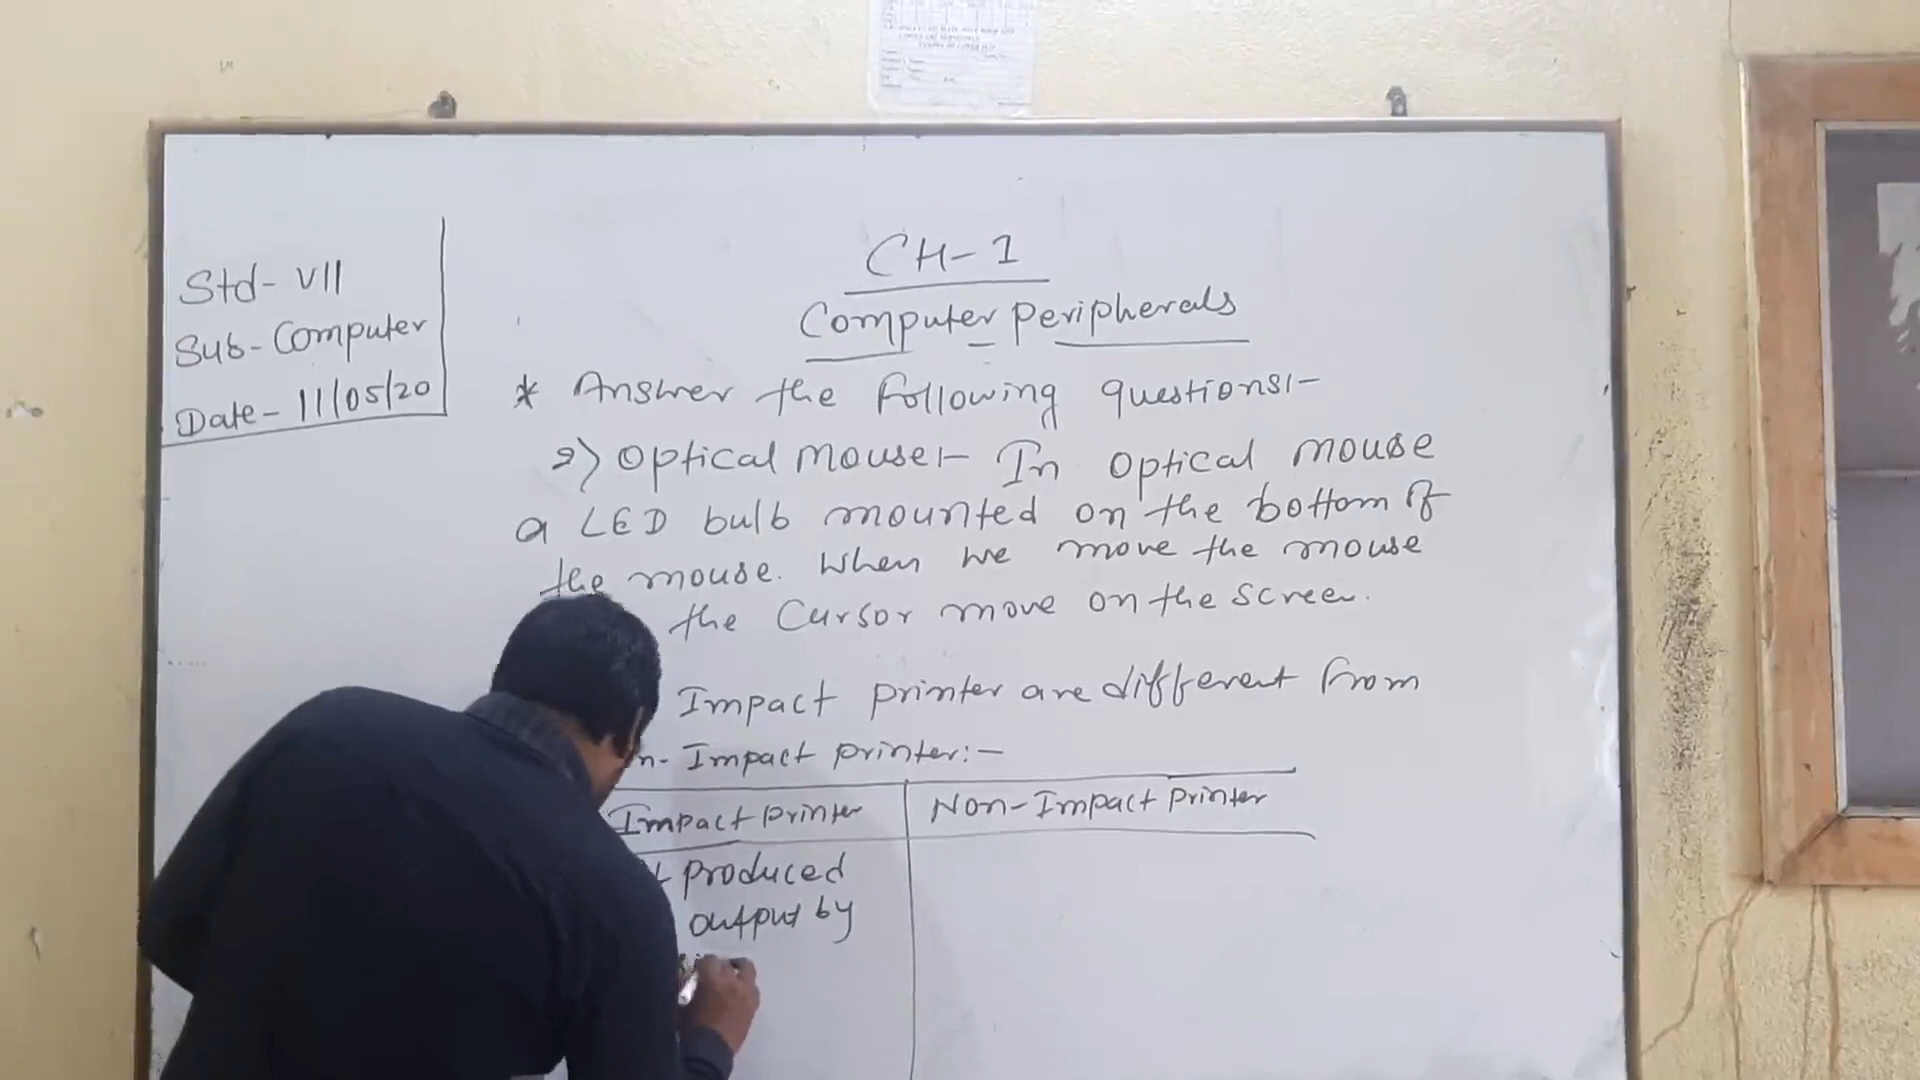 Std- VII
Sub- Computer
Date- 11/05/20
CH-1
Computer Peripherals
* Answer the following questions:-
2) Optical Mouse:- In Optical mouse
a LED bulb mounted on the bottom of
the mouse. When we move the mouse
the Cursor move on the screen.
Impact printer are different from
n- Impact printer:-
Impact printer
Non-Impact Printer
produced
output by